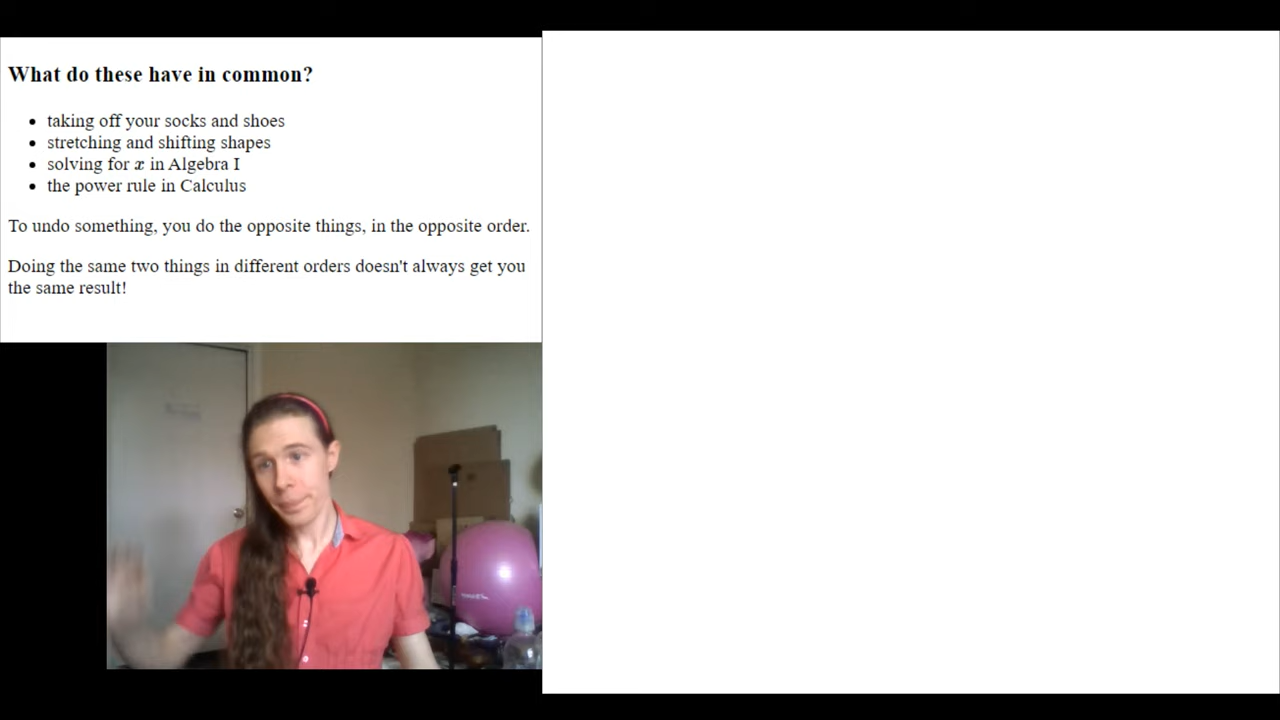 What do these have in common?
• taking off your socks and shoes
• stretching and shifting shapes
• solving for x in Algebra I
• the power rule in Calculus
To undo something, you do the opposite things, in the opposite order.
Doing the same two things in different orders doesn't always get you
the same result!